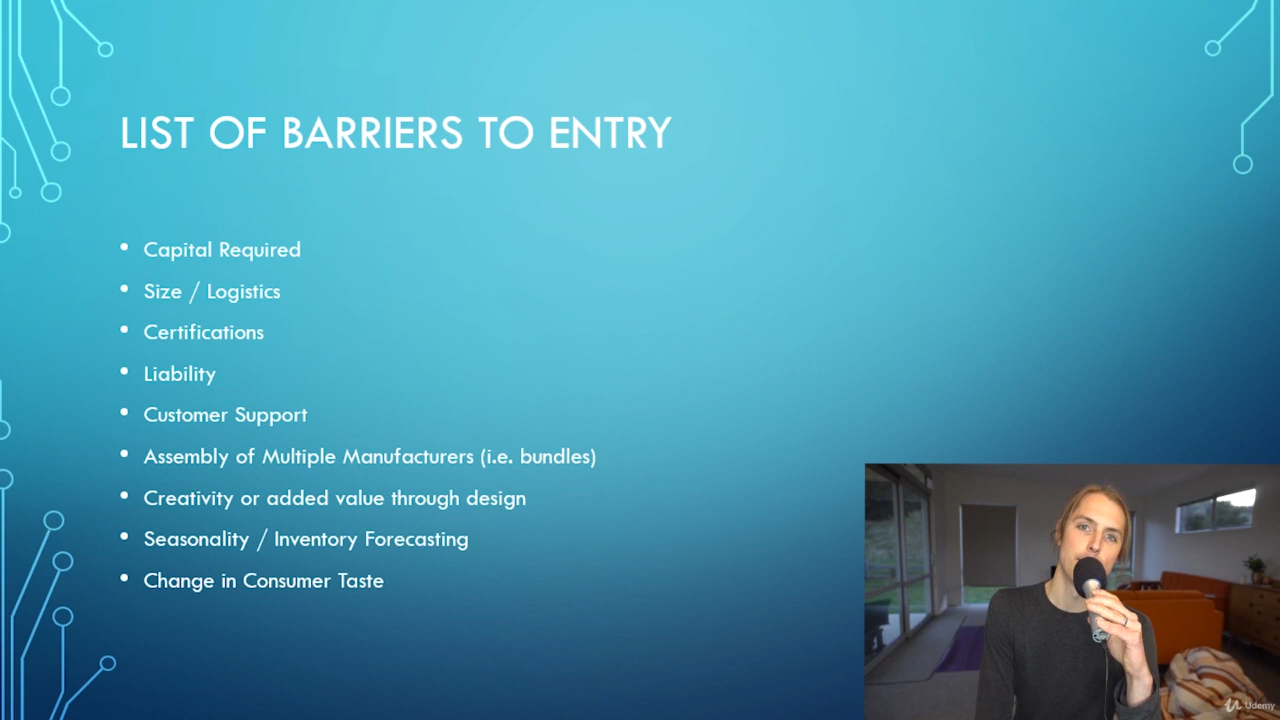 LIST OF BARRIERS TO ENTRY
• Capital Required
• Size / Logistics
• Certifications
• Liability
• Customer Support
• Assembly of Multiple Manufacturers (i.e. bundles)
• Creativity or added value through design
• Seasonality / Inventory Forecasting
• Change in Consumer Taste
Udemy